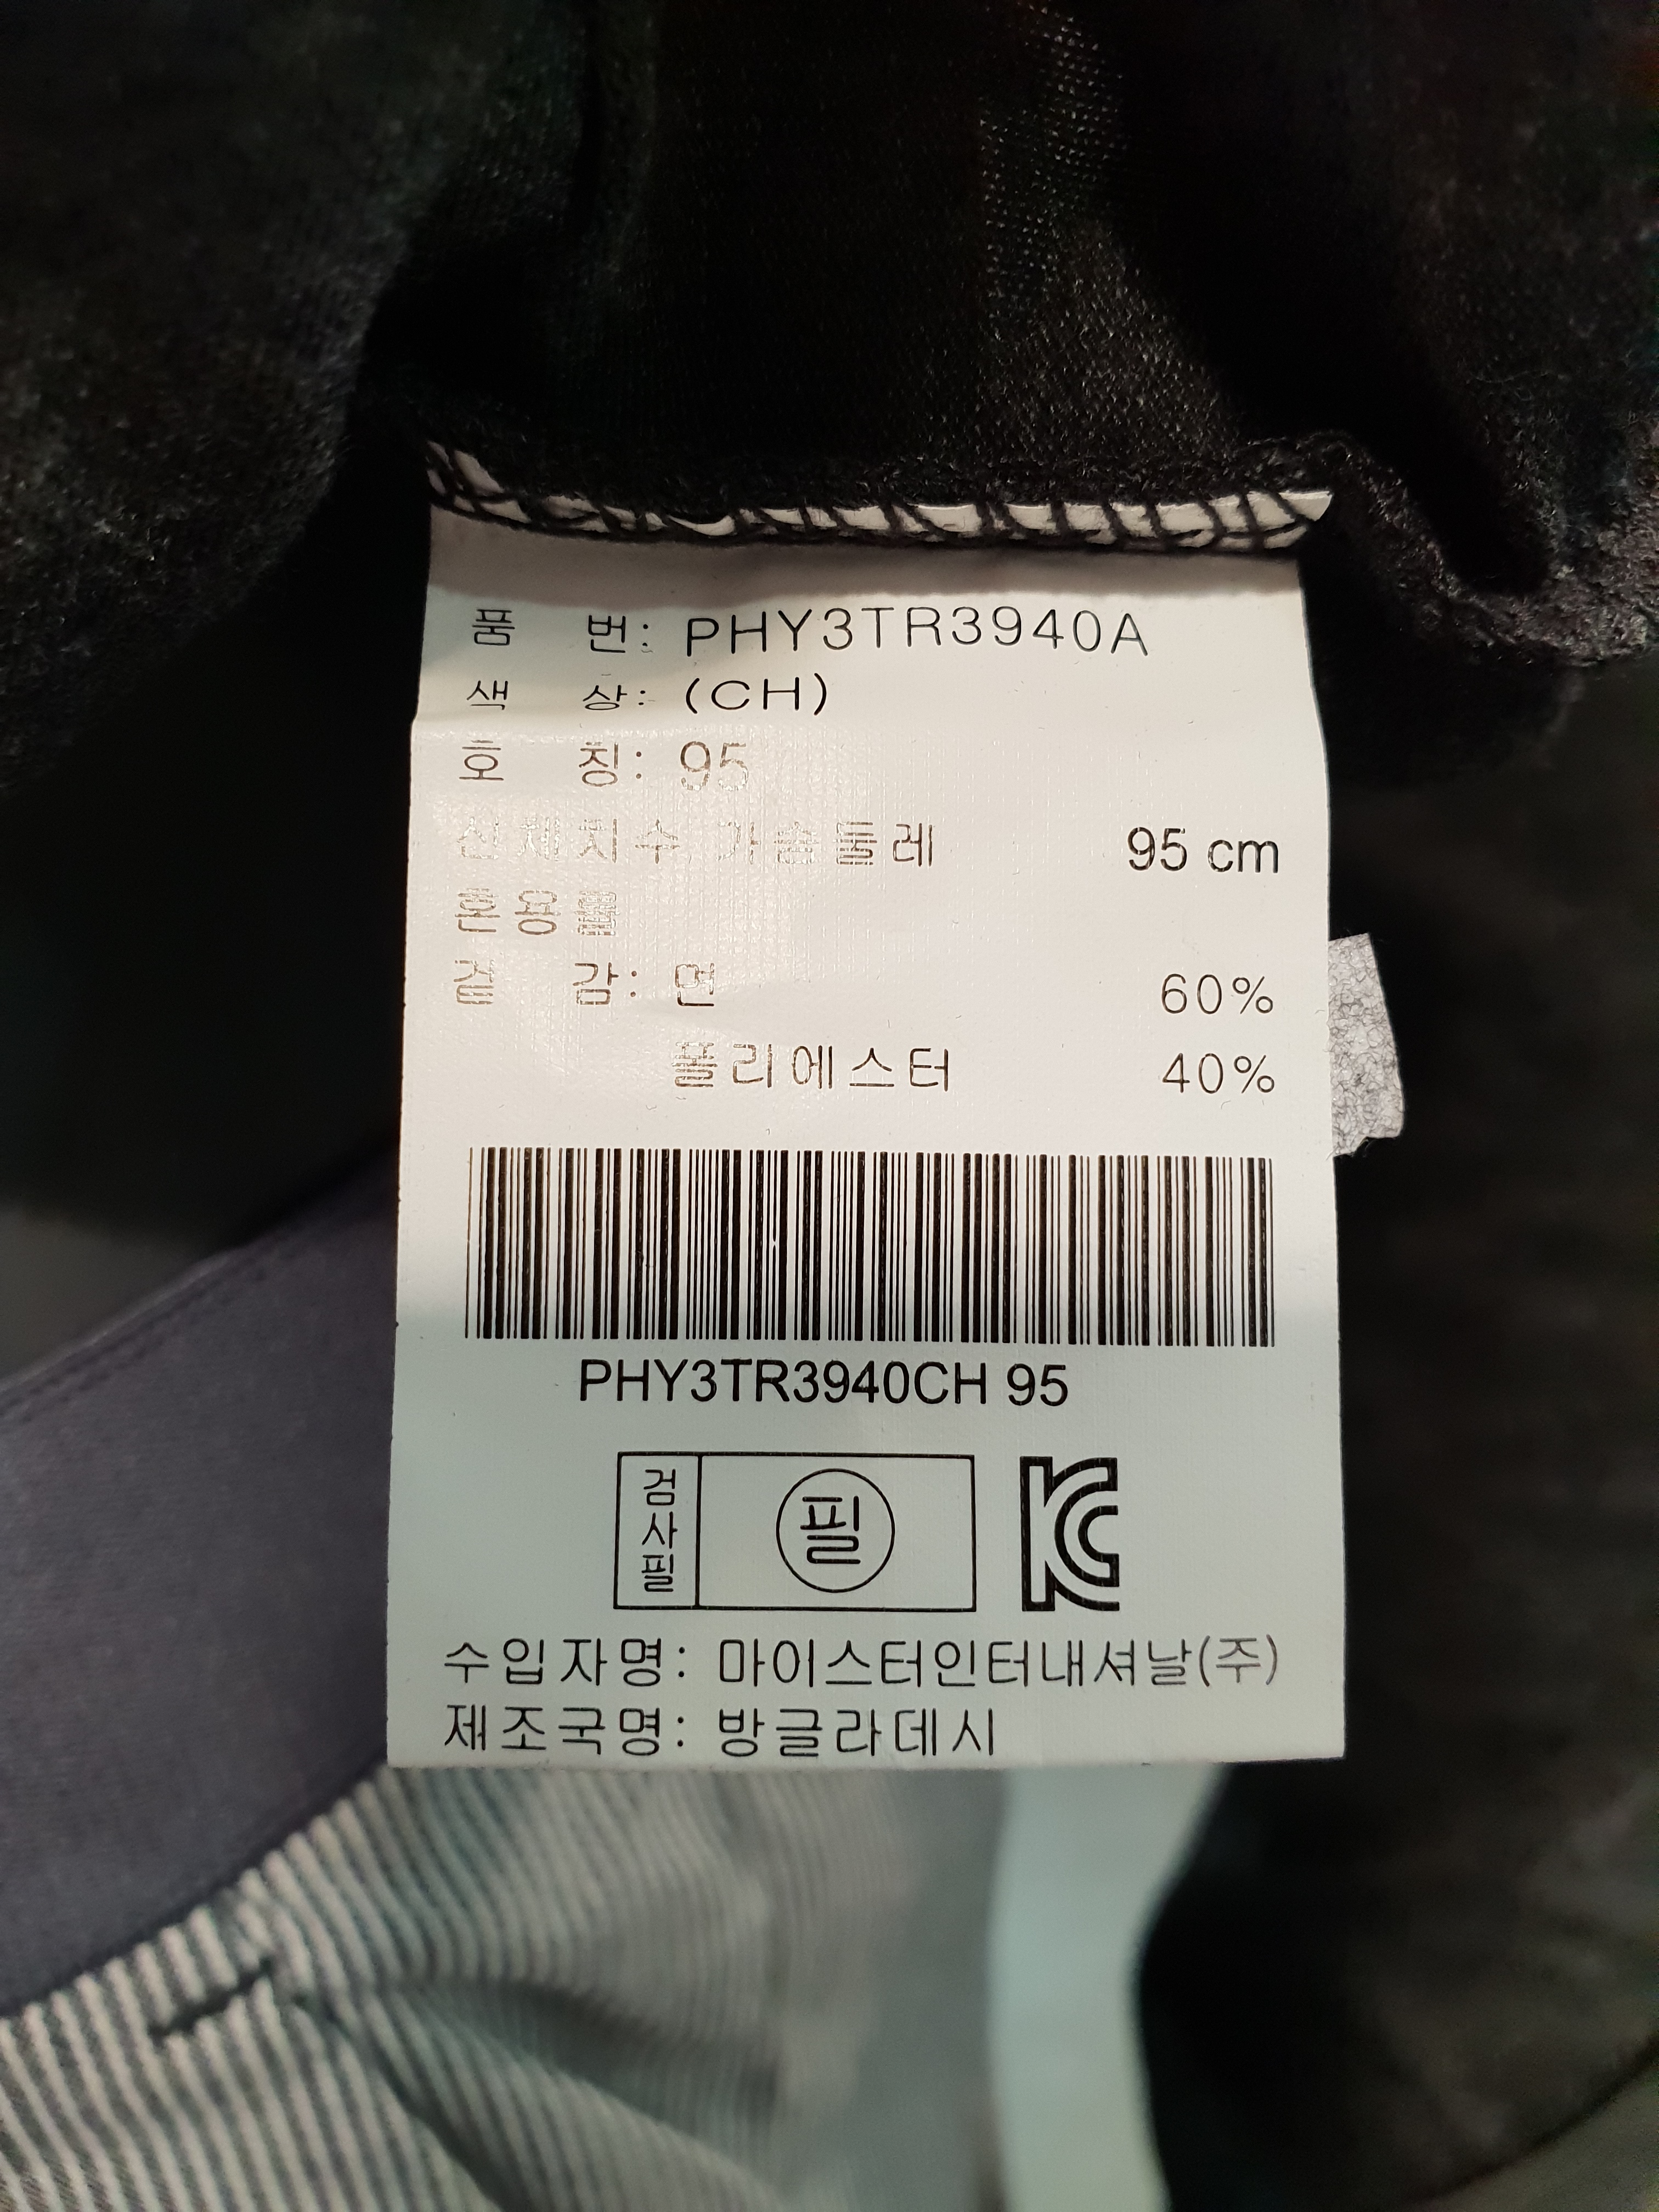 품 번: PHY3TR3940A
색 상: (CH)
호 칭: 95
신체치수 가슴둘레 95 cm
혼용률
겉 감: 면 60%
폴리에스터 40%
PHY3TR3940CH 95
검사필 필 KC
수입자명: 마이스터인터내셔날(주)
제조국명: 방글라데시